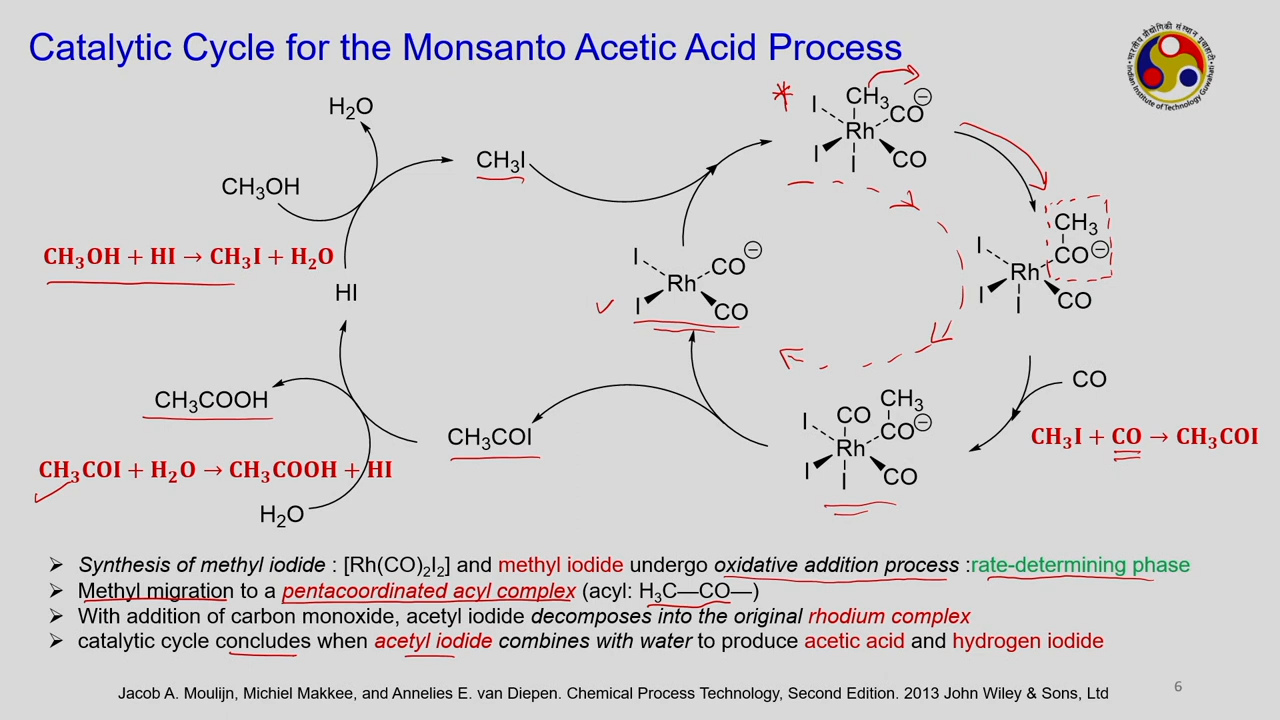 Catalytic Cycle for the Monsanto Acetic Acid Process
भारतीय प्रौद्योगिकी संस्थान गुवाहाटी
Indian Institute of Technology Guwahati
H₂O
CH₃OH
CH₃I
CH₃OH + HI → CH₃I + H₂O
HI
CH₃COOH
CH₃COI + H₂O → CH₃COOH + HI
H₂O
CH₃COI
I CO ⊖
Rh
I CO
*
I CH₃ CO ⊖
Rh
I I CO
CH₃
I CO ⊖
Rh
I I CO
CO
CH₃I + CO → CH₃COI
CH₃
I CO CO ⊖
Rh
I I CO
➢ Synthesis of methyl iodide : [Rh(CO)₂I₂] and methyl iodide undergo oxidative addition process :rate-determining phase
➢ Methyl migration to a pentacoordinated acyl complex (acyl: H₃C—CO—)
➢ With addition of carbon monoxide, acetyl iodide decomposes into the original rhodium complex
➢ catalytic cycle concludes when acetyl iodide combines with water to produce acetic acid and hydrogen iodide
Jacob A. Moulijn, Michiel Makkee, and Annelies E. van Diepen. Chemical Process Technology, Second Edition. 2013 John Wiley & Sons, Ltd
6